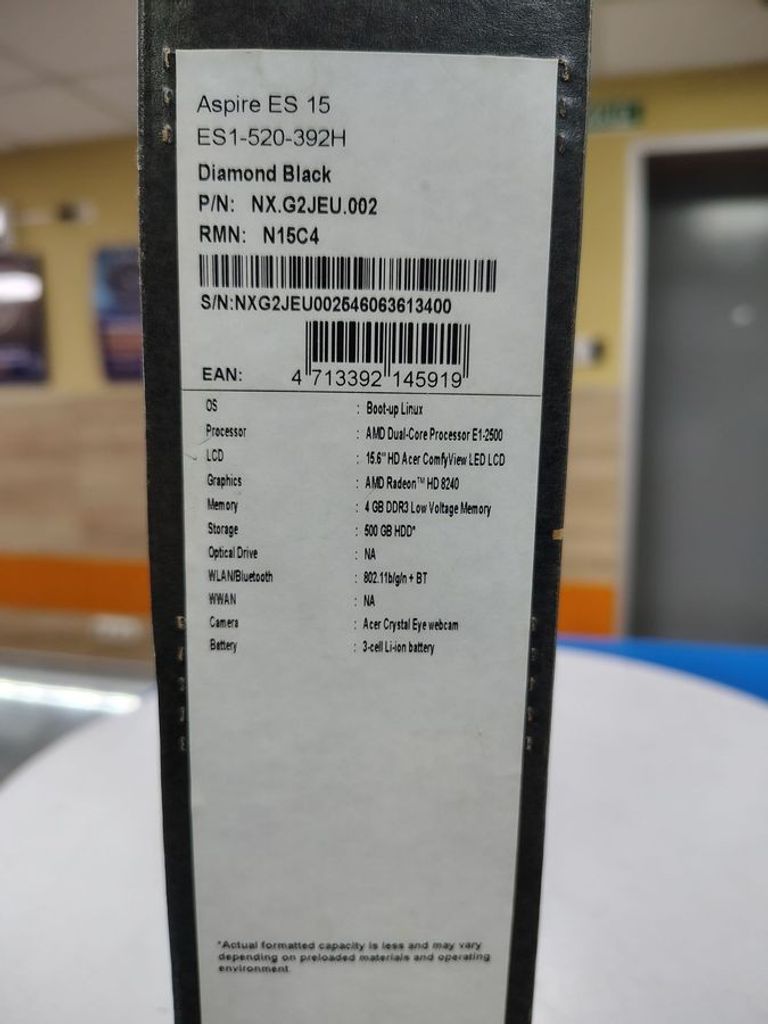 Aspire ES 15
ES1-520-392H
Diamond Black
P/N: NX.G2JEU.002
RMN: N15C4
S/N:NXG2JEU002546063613400
EAN: 4 713392 145919
OS : Boot-up Linux
Processor : AMD Dual-Core Processor E1-2500
LCD : 15.6" HD Acer ComfyView LED LCD
Graphics : AMD Radeon™ HD 8240
Memory : 4 GB DDR3 Low Voltage Memory
Storage : 500 GB HDD*
Optical Drive : NA
WLAN/Bluetooth : 802.11b/g/n + BT
WWAN : NA
Camera : Acer Crystal Eye webcam
Battery : 3-cell Li-ion battery
*Actual formatted capacity is less and may vary
depending on preloaded materials and operating
environment.